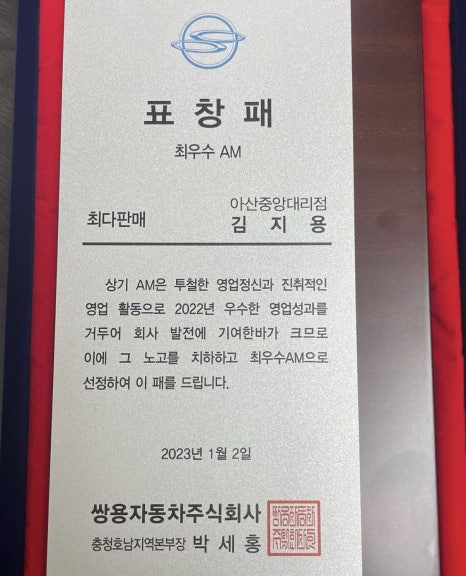 표 창 패
최우수 AM
아산중앙대리점
최다판매 김 지 용
상기 AM은 투철한 영업정신과 진취적인
영업 활동으로 2022년 우수한 영업성과를
거두어 회사 발전에 기여한바가 크므로
이에 그 노고를 치하하고 최우수AM으로
선정하여 이 패를 드립니다.
2023년 1월 2일
쌍용자동차주식회사
충청호남지역본부장 박 세 홍